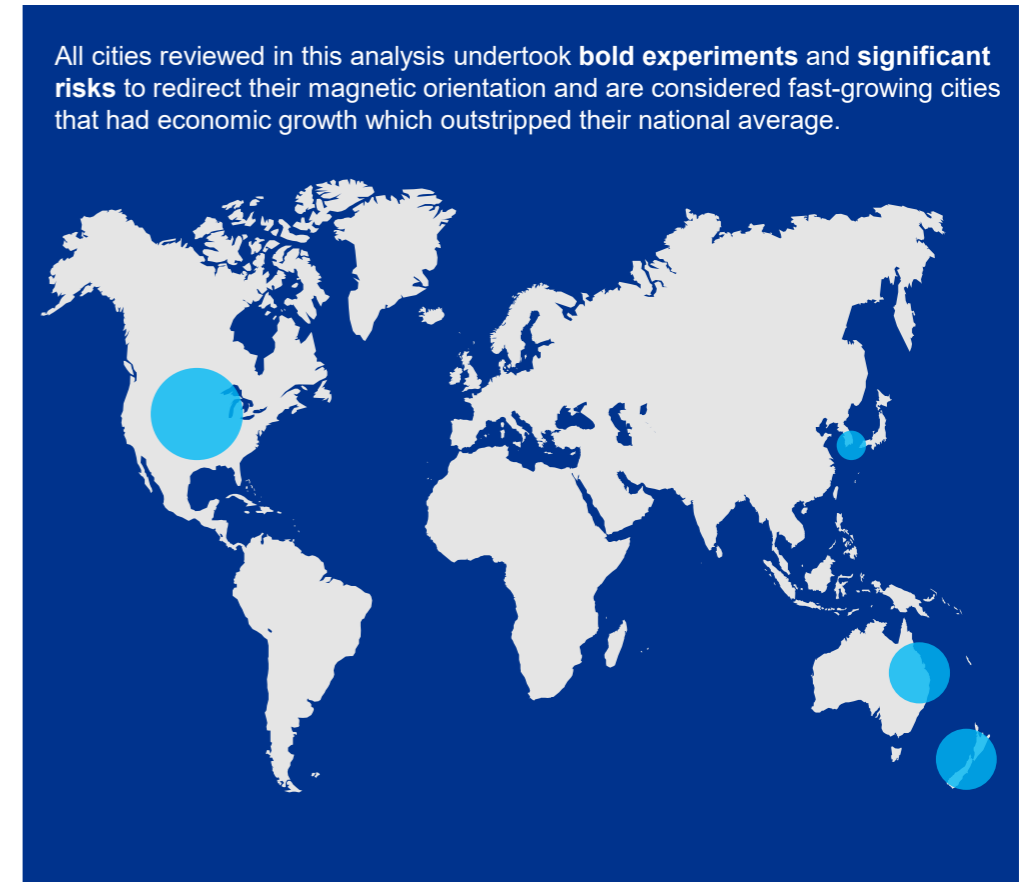 All cities reviewed in this analysis undertook bold experiments and significant
risks to redirect their magnetic orientation and are considered fast-growing cities
that had economic growth which outstripped their national average.